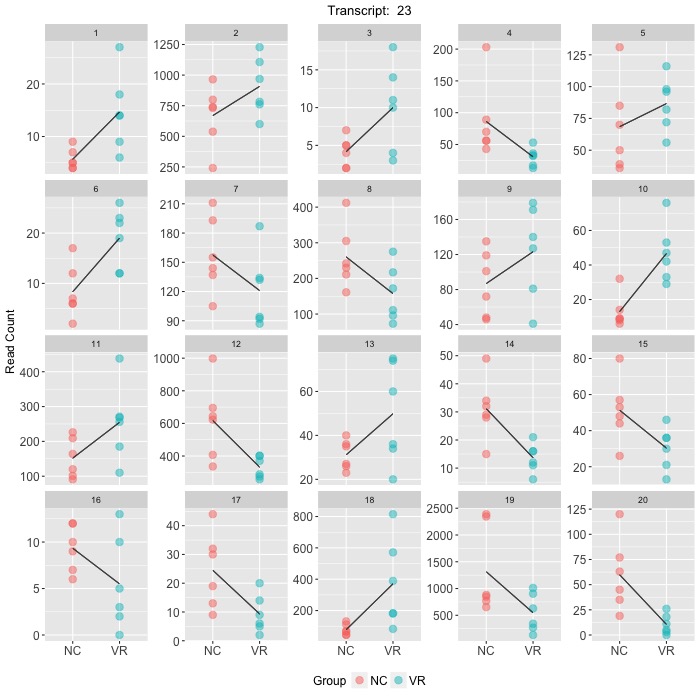 Transcript: 23
1 2 3 4 5
20 10
1250 1000 750 500 250
15 10 5
200 150 100 50
125 100 75 50
6 7 8 9 10
20 10
210 180 150 120 90
400 300 200 100
160 120 80 40
60 40 20
Read Count
11 12 13 14 15
400 300 200 100
1000 800 600 400
80 60 40 20
50 40 30 20 10
80 60 40 20
16 17 18 19 20
10 5 0
40 30 20 10 0
800 600 400 200
2500 2000 1500 1000 500
125 100 75 50 25 0
NC VR NC VR NC VR NC VR NC VR
Group NC VR